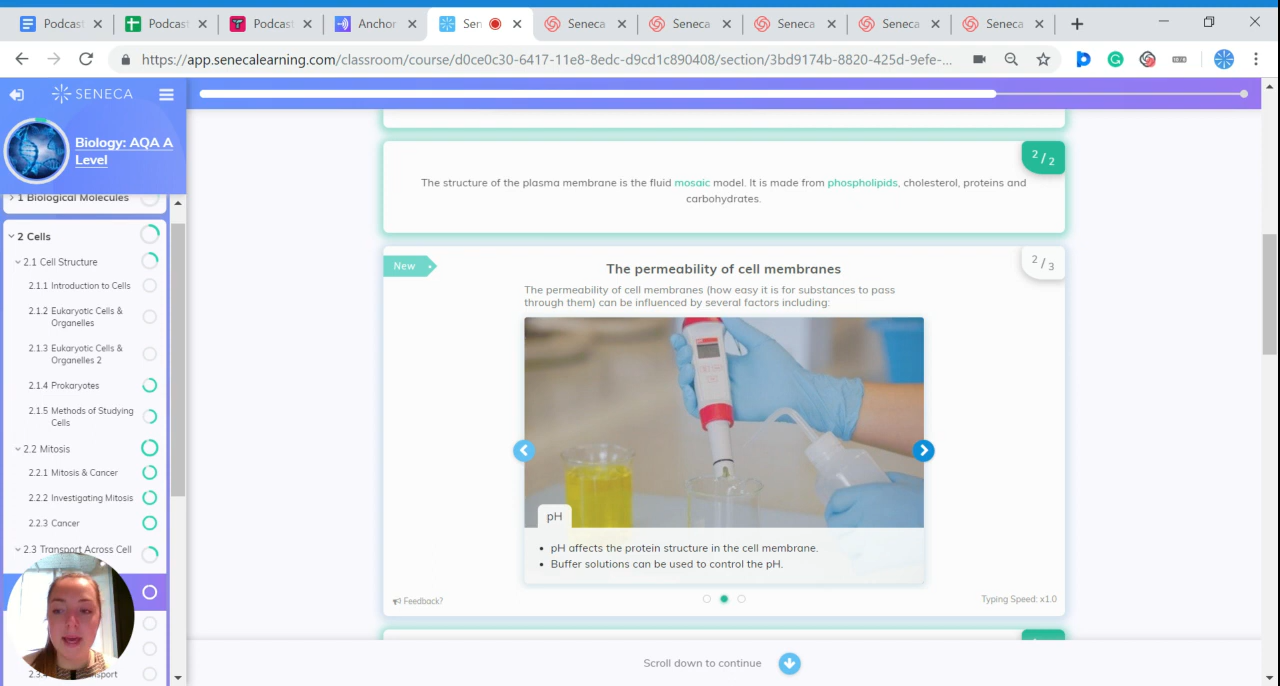 Podcast
Podcast
Podcast
Anchor
Sen
Seneca
Seneca
Seneca
Seneca
Seneca
https://app.senecalearning.com/classroom/course/d0ce0c30-6417-11e8-8edc-d9cd1c890408/section/3bd9174b-8820-425d-9efe-...
SENECA
Biology: AQA A
Level
1 Biological Molecules
2 Cells
2.1 Cell Structure
2.1.1 Introduction to Cells
2.1.2 Eukaryotic Cells &
Organelles
2.1.3 Eukaryotic Cells &
Organelles 2
2.1.4 Prokaryotes
2.1.5 Methods of Studying
Cells
2.2 Mitosis
2.2.1 Mitosis & Cancer
2.2.2 Investigating Mitosis
2.2.3 Cancer
2.3 Transport Across Cell
2/2
The structure of the plasma membrane is the fluid mosaic model. It is made from phospholipids, cholesterol, proteins and
carbohydrates.
New
2/3
The permeability of cell membranes
The permeability of cell membranes (how easy it is for substances to pass
through them) can be influenced by several factors including:
pH
• pH affects the protein structure in the cell membrane.
• Buffer solutions can be used to control the pH.
Feedback?
Typing Speed: x1.0
Scroll down to continue